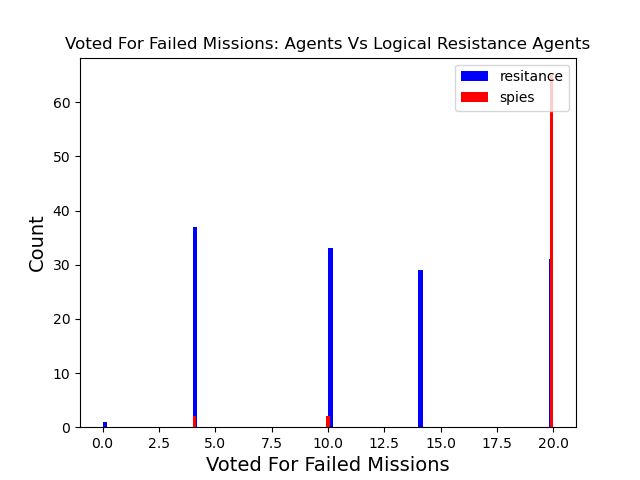 Voted For Failed Missions: Agents Vs Logical Resistance Agents
resitance
spies
Count
60
50
40
30
20
10
0
0.0 2.5 5.0 7.5 10.0 12.5 15.0 17.5 20.0
Voted For Failed Missions